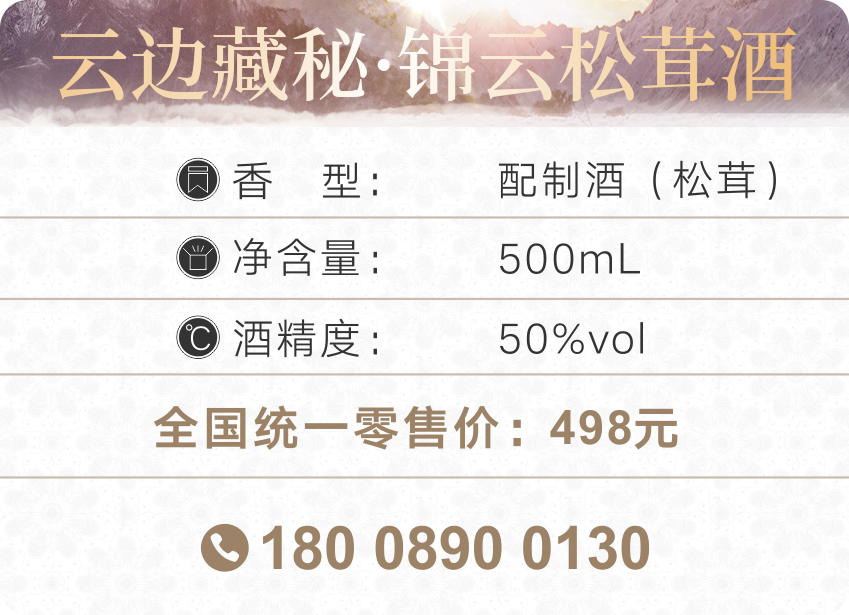 云边藏秘·锦云松茸酒
香 型： 配制酒（松茸）
净含量： 500mL
℃ 酒精度： 50%vol
全国统一零售价：498元
180 0890 0130